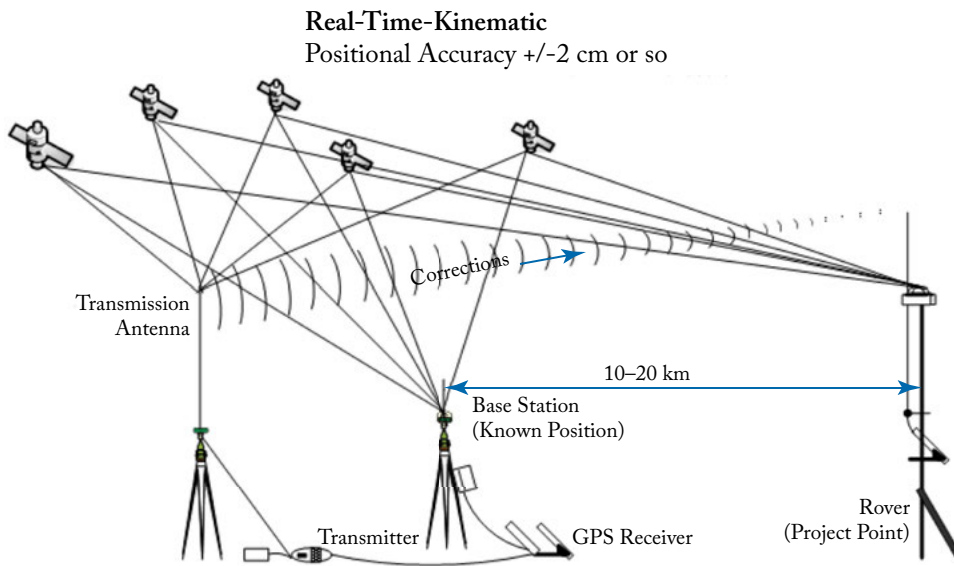 Real-Time-Kinematic
Positional Accuracy +/-2 cm or so
Corrections
Transmission
Antenna
10–20 km
Base Station
(Known Position)
Transmitter
GPS Receiver
Rover
(Project Point)